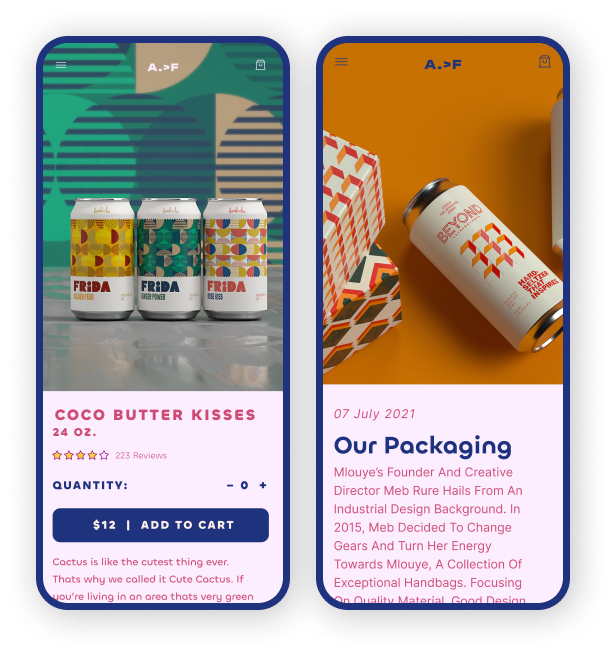 A.>F
FRiDA
FRiDA
GINGER POWER
FRiDA
ROSE KISS
COCO BUTTER KISSES
24 OZ.
223 Reviews
QUANTITY:
– 0 +
$12 | ADD TO CART
Cactus is like the cutest thing ever.
Thats why we called it Cute Cactus. If
you're living in an area thats very green
A.>F
BEYOND
HARD
SELTZER
THAT
INSPIRES
07 July 2021
Our Packaging
Mlouye's Founder And Creative
Director Meb Rure Hails From An
Industrial Design Background. In
2015, Meb Decided To Change
Gears And Turn Her Energy
Towards Mlouye, A Collection Of
Exceptional Handbags. Focusing
On Quality Material, Good Design